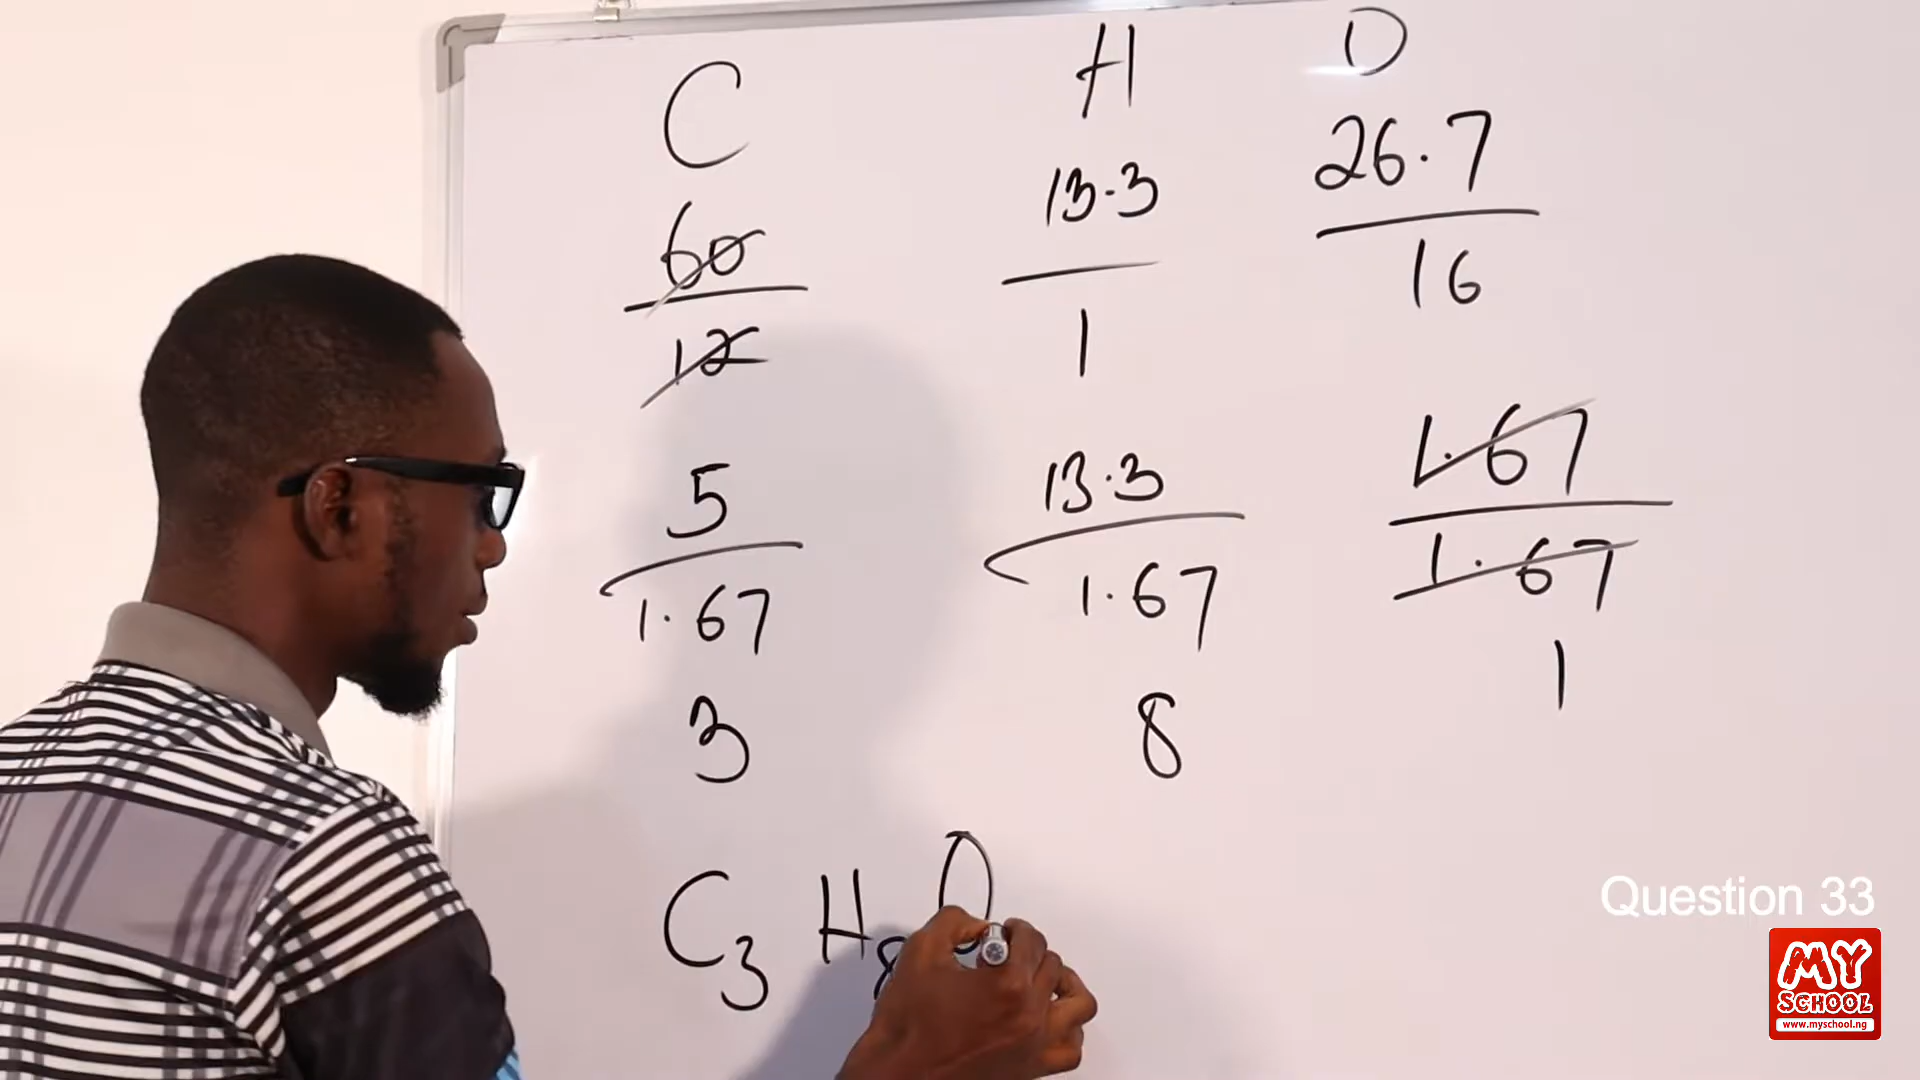 C H O
60 13.3 26.7
12 1 16
5 13.3 1.67
1.67 1.67 1.67
3 8 1
C3 H8 O
Question 33
MY
SCHOOL
www.myschool.ng